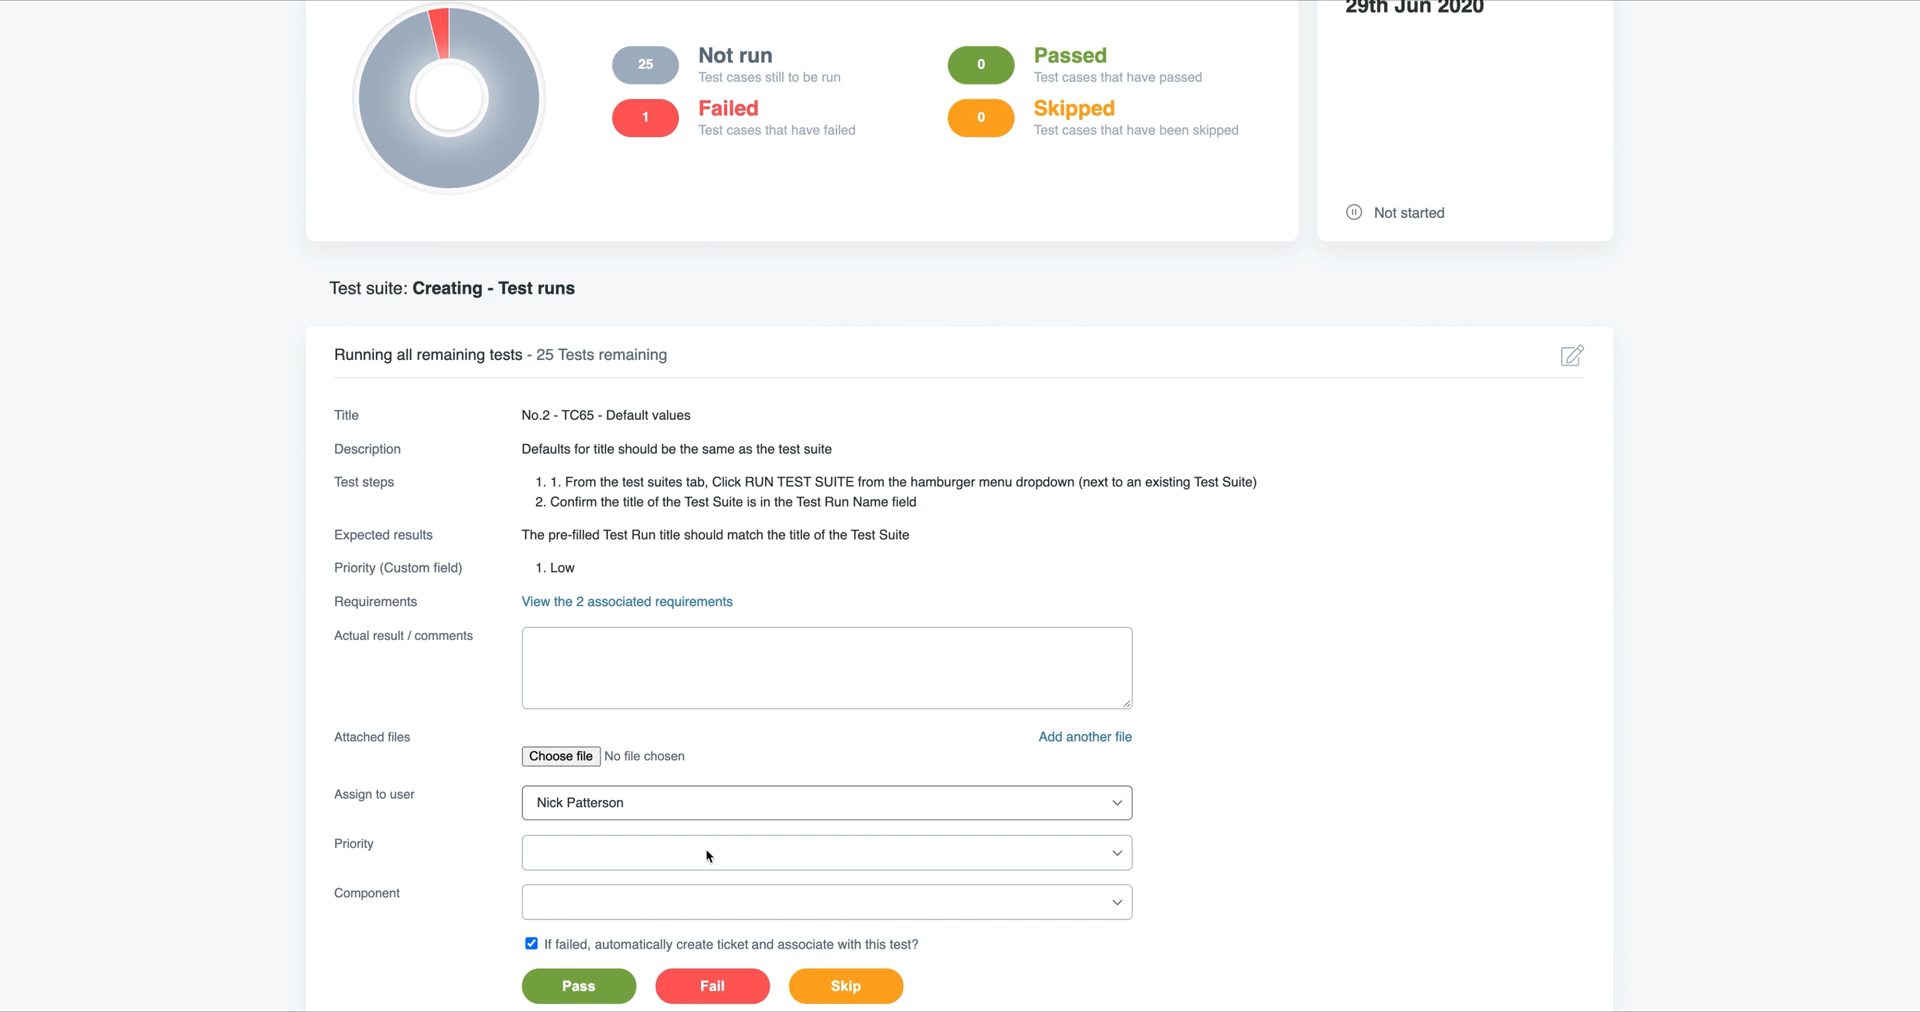 29th Jun 2020
25
Not run
Test cases still to be run
0
Passed
Test cases that have passed
1
Failed
Test cases that have failed
0
Skipped
Test cases that have been skipped
Not started
Test suite: Creating - Test runs
Running all remaining tests - 25 Tests remaining
Title
No.2 - TC65 - Default values
Description
Defaults for title should be the same as the test suite
Test steps
1. 1. From the test suites tab, Click RUN TEST SUITE from the hamburger menu dropdown (next to an existing Test Suite)
2. Confirm the title of the Test Suite is in the Test Run Name field
Expected results
The pre-filled Test Run title should match the title of the Test Suite
Priority (Custom field)
1. Low
Requirements
View the 2 associated requirements
Actual result / comments
Attached files
Add another file
Choose file No file chosen
Assign to user
Nick Patterson
Priority
Component
If failed, automatically create ticket and associate with this test?
Pass
Fail
Skip